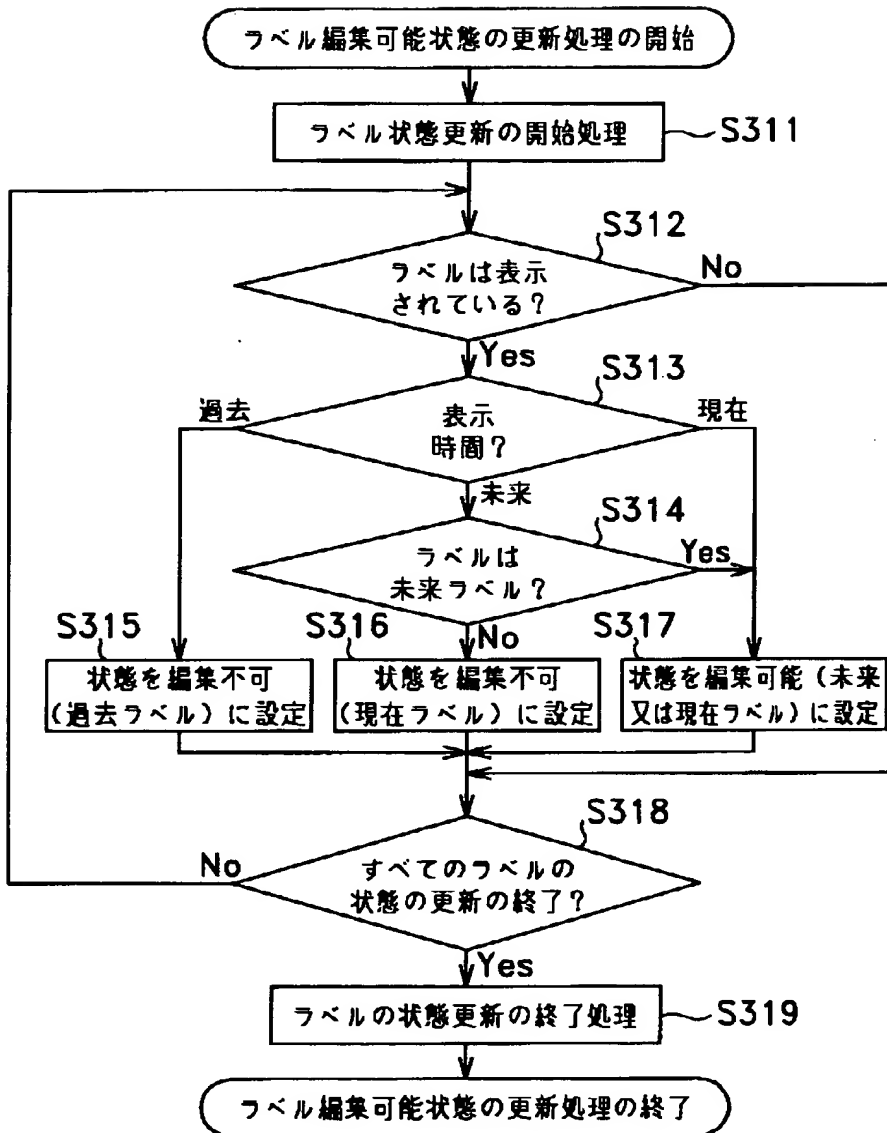 ラベル編集可能状態の更新処理の開始
ラベル状態更新の開始処理
S311
S312
ラベルは表示
されている?
No
Yes
S313
過去
表示
時間?
現在
未来
S314
ラベルは
未来ラベル?
Yes
No
S315
状態を編集不可
(過去ラベル)に設定
S316
状態を編集不可
(現在ラベル)に設定
S317
状態を編集可能(未来
又は現在ラベル)に設定
S318
すべてのラベルの
状態の更新の終了?
No
Yes
ラベルの状態更新の終了処理
S319
ラベル編集可能状態の更新処理の終了